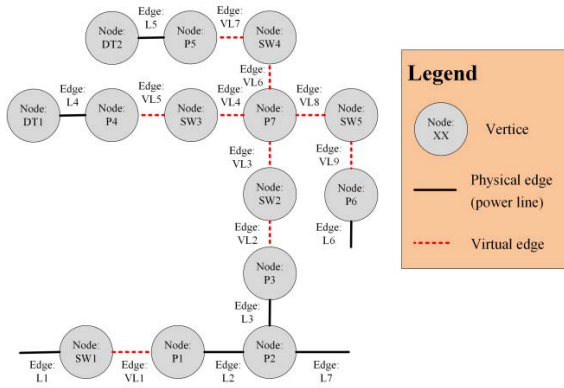 Edge:
L5
Edge:
VL7
Node:
DT2
Node:
P5
Node:
SW4
Edge:
VL6
Edge:
L4
Edge:
VL5
Edge:
VL4
Edge:
VL8
Node:
DT1
Node:
P4
Node:
SW3
Node:
P7
Node:
SW5
Edge:
VL3
Edge:
VL9
Node:
SW2
Node:
P6
Edge:
VL2
Edge:
L6
Node:
P3
Edge:
L3
Node:
SW1
Node:
P1
Node:
P2
Edge:
L1
Edge:
VL1
Edge:
L2
Edge:
L7
Legend
Node:
XX
Vertice
Physical edge
(power line)
Virtual edge